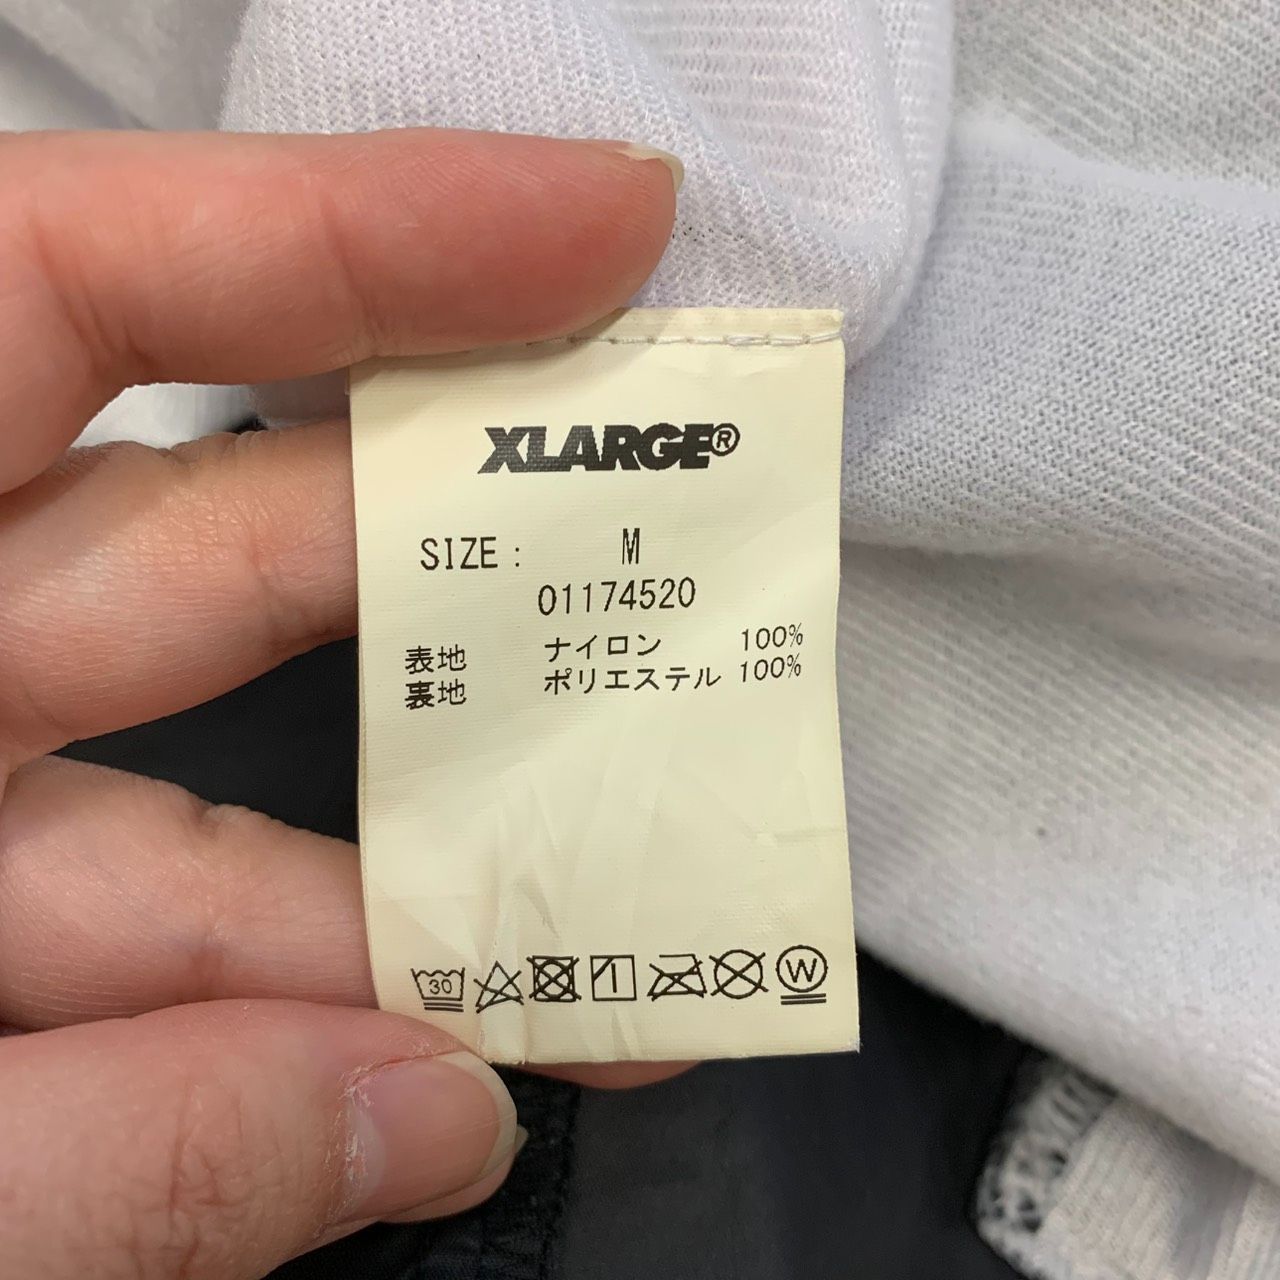 XLARGE®
SIZE : M
01174520
表地 ナイロン 100%
裏地 ポリエステル 100%
30
W